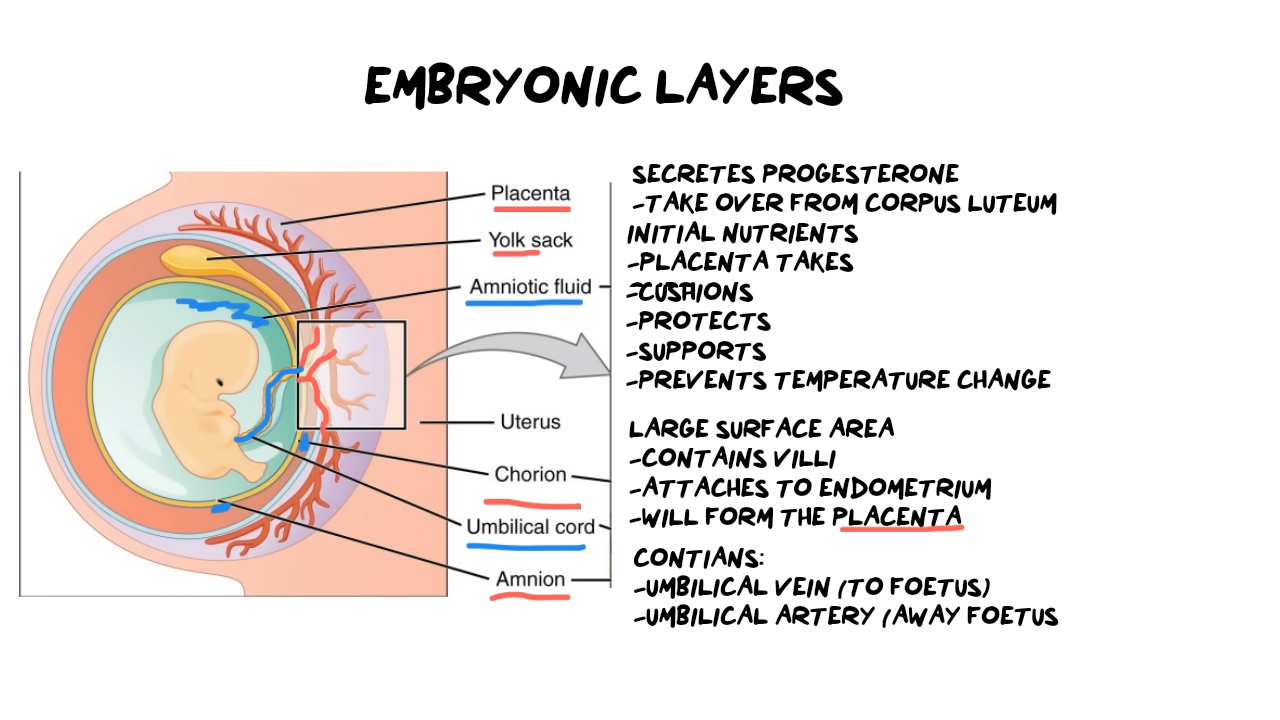 EMBRYONIC LAYERS
Placenta
Yolk sack
Amniotic fluid
Uterus
Chorion
Umbilical cord
Amnion
SECRETES PROGESTERONE
-TAKE OVER FROM CORPUS LUTEUM
INITIAL NUTRIENTS
-PLACENTA TAKES
-CUSHIONS
-PROTECTS
-SUPPORTS
-PREVENTS TEMPERATURE CHANGE
LARGE SURFACE AREA
-CONTAINS VILLI
-ATTACHES TO ENDOMETRIUM
-WILL FORM THE PLACENTA
CONTIANS:
-UMBILICAL VEIN (TO FOETUS)
-UMBILICAL ARTERY (AWAY FOETUS